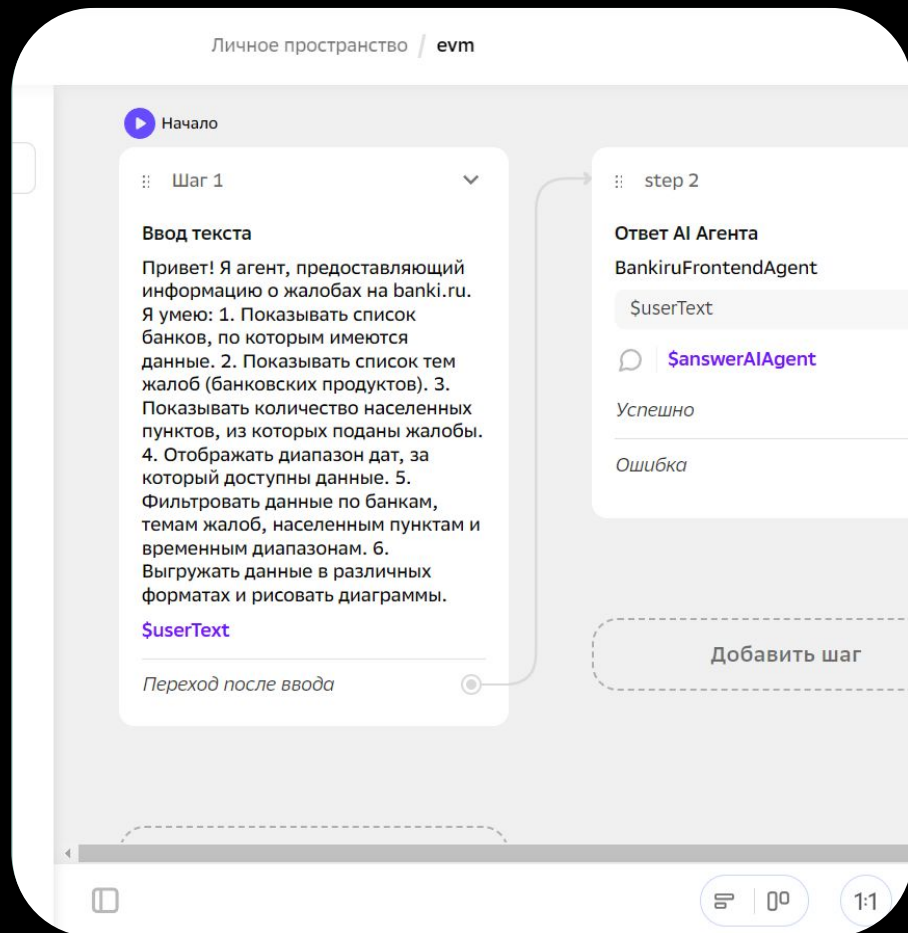 Личное пространство / evm
Начало
Шаг 1
Ввод текста
Привет! Я агент, предоставляющий
информацию о жалобах на banki.ru.
Я умею: 1. Показывать список
банков, по которым имеются
данные. 2. Показывать список тем
жалоб (банковских продуктов). 3.
Показывать количество населенных
пунктов, из которых поданы жалобы.
4. Отображать диапазон дат, за
который доступны данные. 5.
Фильтровать данные по банкам,
темам жалоб, населенным пунктам и
временным диапазонам. 6.
Выгружать данные в различных
форматах и рисовать диаграммы.
$userText
Переход после ввода
step 2
Ответ AI Агента
BankiruFrontendAgent
$userText
$answerAIAgent
Успешно
Ошибка
Добавить шаг
1:1